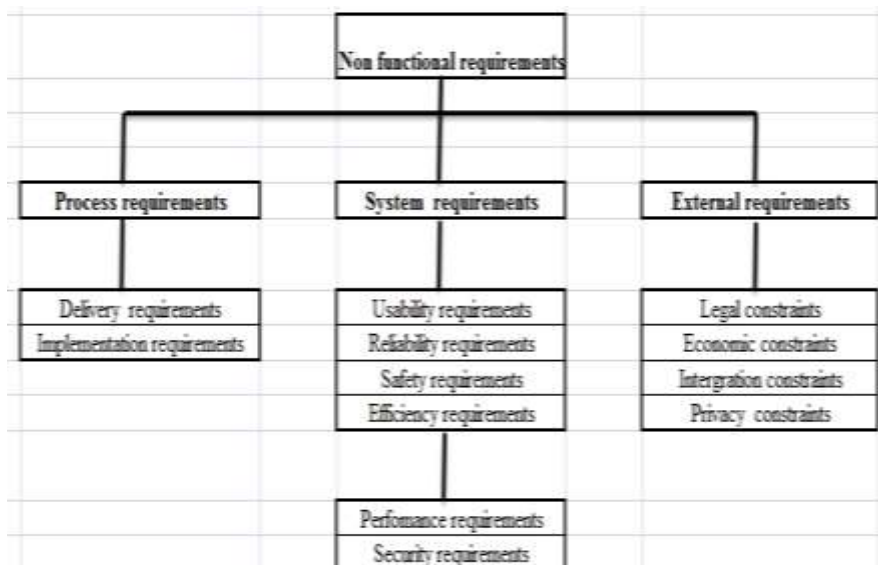 Non functional requirements
Process requirements
System requirements
External requirements
Delivery requirements
Implementation requirements
Usability requirements
Reliability requirements
Safety requirements
Efficiency requirements
Legal constraints
Economic constraints
Intergration constraints
Privacy constraints
Perfomance requirements
Security requirements